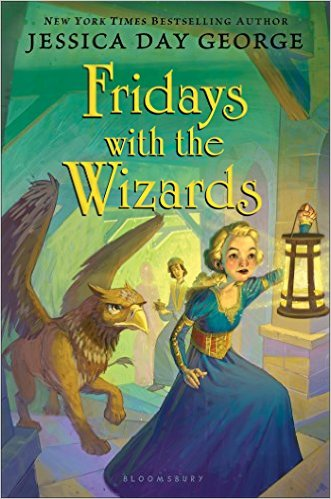 NEW YORK TIMES BESTSELLING AUTHOR
JESSICA DAY GEORGE
Fridays
with the
Wizards
BLOOMSBURY